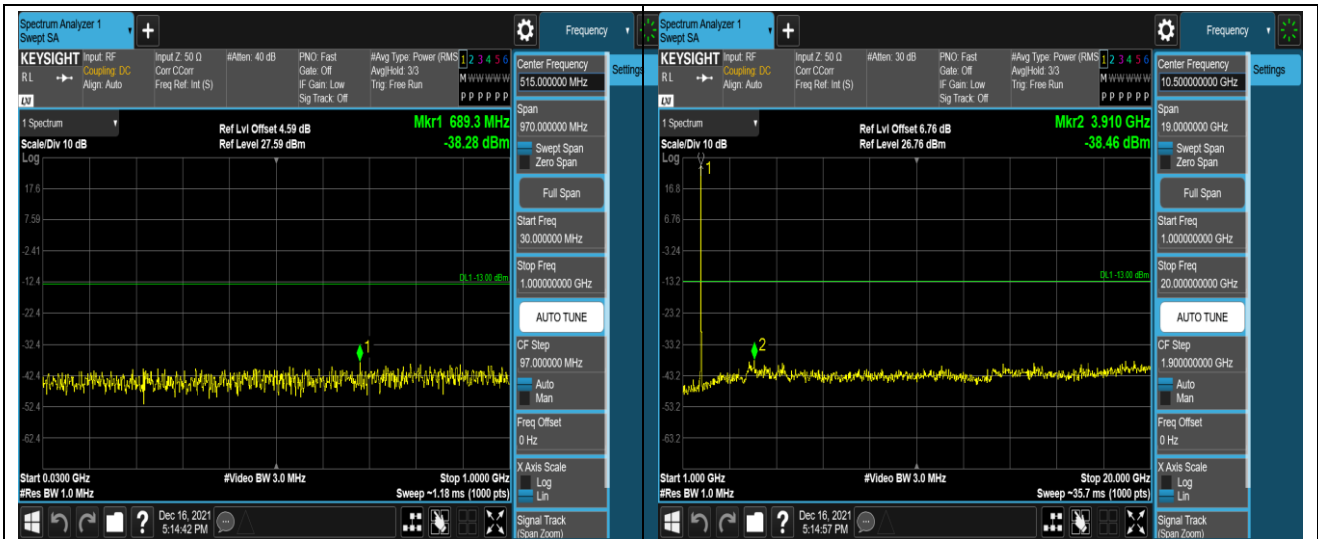 Spectrum Analyzer 1
Swept SA
Frequency
KEYSIGHT
Input: RF
Coupling: DC
Align: Auto
Input Z: 50 Ω
Corr CCorr
Freq Ref: Int (S)
#Atten: 40 dB
PNO: Fast
Gate: Off
IF Gain: Low
Sig Track: Off
#Avg Type: Power (RMS
Avg|Hold: 3/3
Trig: Free Run
1 2 3 4 5 6
M W W W W W
P P P P P P
RL
LXI
Center Frequency
515.000000 MHz
Settings
Span
970.000000 MHz
Swept Span
Zero Span
Full Span
Start Freq
30.000000 MHz
Stop Freq
1.000000000 GHz
AUTO TUNE
CF Step
97.000000 MHz
Auto
Man
Freq Offset
0 Hz
X Axis Scale
Log
Lin
Signal Track
(Span Zoom)
1 Spectrum
Scale/Div 10 dB
Log
Ref Lvl Offset 4.59 dB
Ref Level 27.59 dBm
Mkr1 689.3 MHz
-38.28 dBm
17.6
7.59
-2.41
-12.4
DL1 -13.00 dBm
-22.4
-32.4
1
-42.4
-52.4
-62.4
Start 0.0300 GHz
#Res BW 1.0 MHz
#Video BW 3.0 MHz
Stop 1.0000 GHz
Sweep ~1.18 ms (1000 pts)
?
Dec 16, 2021
5:14:42 PM
Spectrum Analyzer 1
Swept SA
Frequency
KEYSIGHT
Input: RF
Coupling: DC
Align: Auto
Input Z: 50 Ω
Corr CCorr
Freq Ref: Int (S)
#Atten: 30 dB
PNO: Fast
Gate: Off
IF Gain: Low
Sig Track: Off
#Avg Type: Power (RMS
Avg|Hold: 3/3
Trig: Free Run
1 2 3 4 5 6
M W W W W W
P P P P P P
RL
LXI
Center Frequency
10.500000000 GHz
Settings
Span
19.0000000 GHz
Swept Span
Zero Span
Full Span
Start Freq
1.000000000 GHz
Stop Freq
20.000000000 GHz
AUTO TUNE
CF Step
1.900000000 GHz
Auto
Man
Freq Offset
0 Hz
X Axis Scale
Log
Lin
Signal Track
(Span Zoom)
1 Spectrum
Scale/Div 10 dB
Log
Ref Lvl Offset 6.76 dB
Ref Level 26.76 dBm
Mkr2 3.910 GHz
-38.46 dBm
1
16.8
6.76
-3.24
-13.2
DL1 -13.00 dBm
-23.2
-33.2
2
-43.2
-53.2
-63.2
Start 1.000 GHz
#Res BW 1.0 MHz
#Video BW 3.0 MHz
Stop 20.000 GHz
Sweep ~35.7 ms (1000 pts)
?
Dec 16, 2021
5:14:57 PM